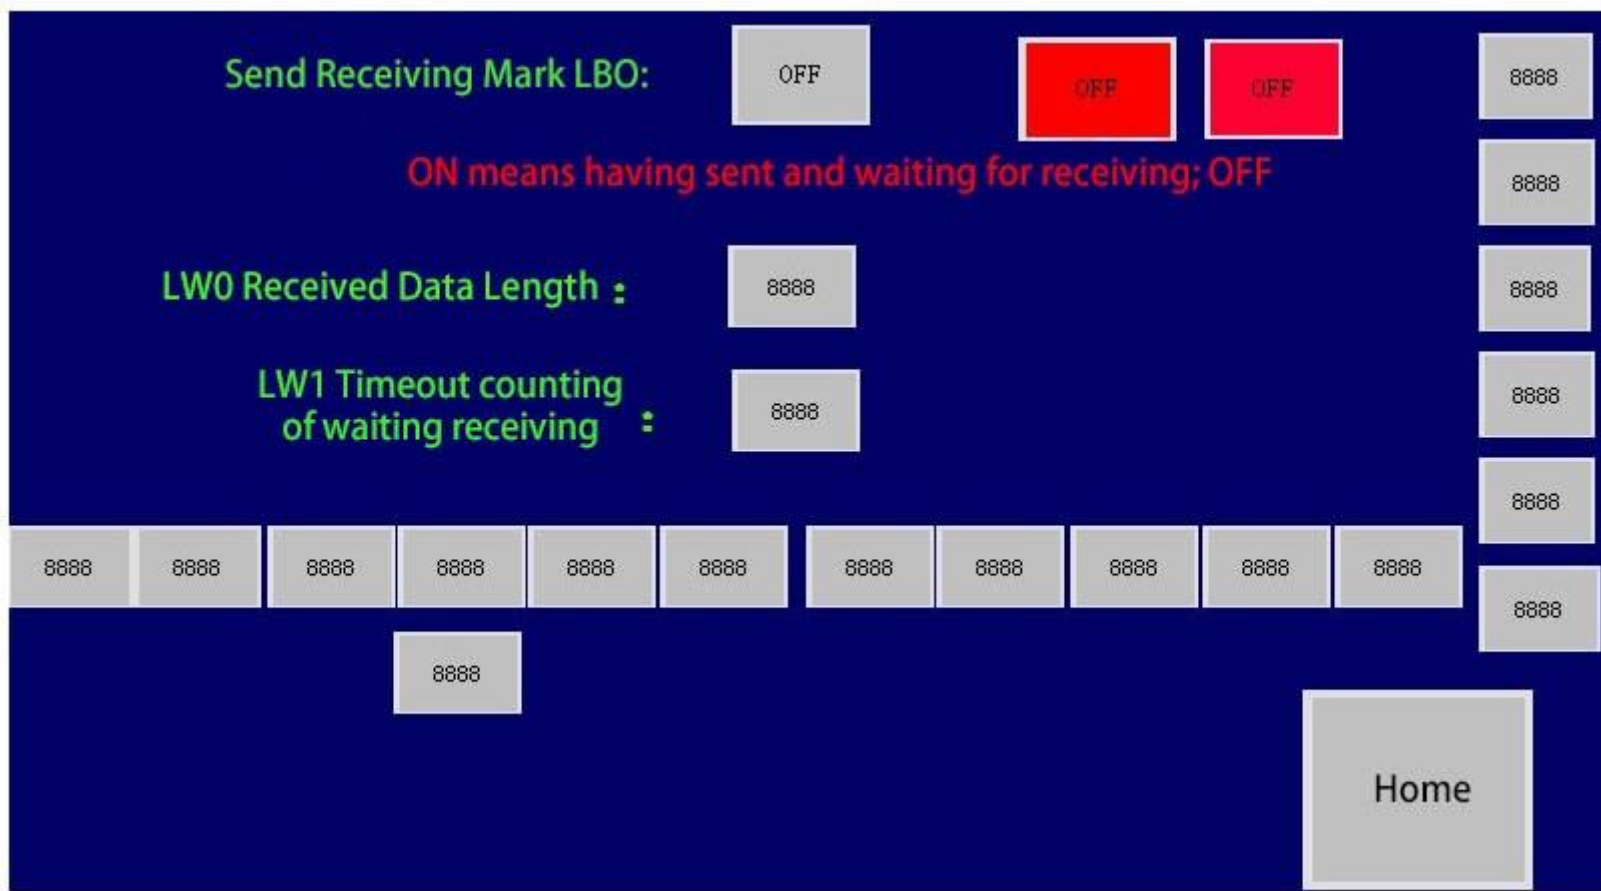 Send Receiving Mark LBO: OFF OFF OFF 8888
ON means having sent and waiting for receiving; OFF 8888
LW0 Received Data Length : 8888 8888
LW1 Timeout counting
of waiting receiving : 8888 8888
8888
8888 8888 8888 8888 8888 8888 8888 8888 8888 8888 8888
8888
8888
Home